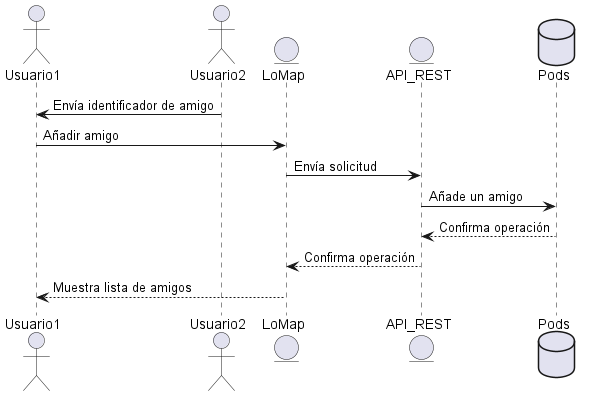 Usuario1
Usuario2
LoMap
API_REST
Pods
Envía identificador de amigo
Añadir amigo
Envía solicitud
Añade un amigo
Confirma operación
Confirma operación
Muestra lista de amigos
Usuario1
Usuario2
LoMap
API_REST
Pods